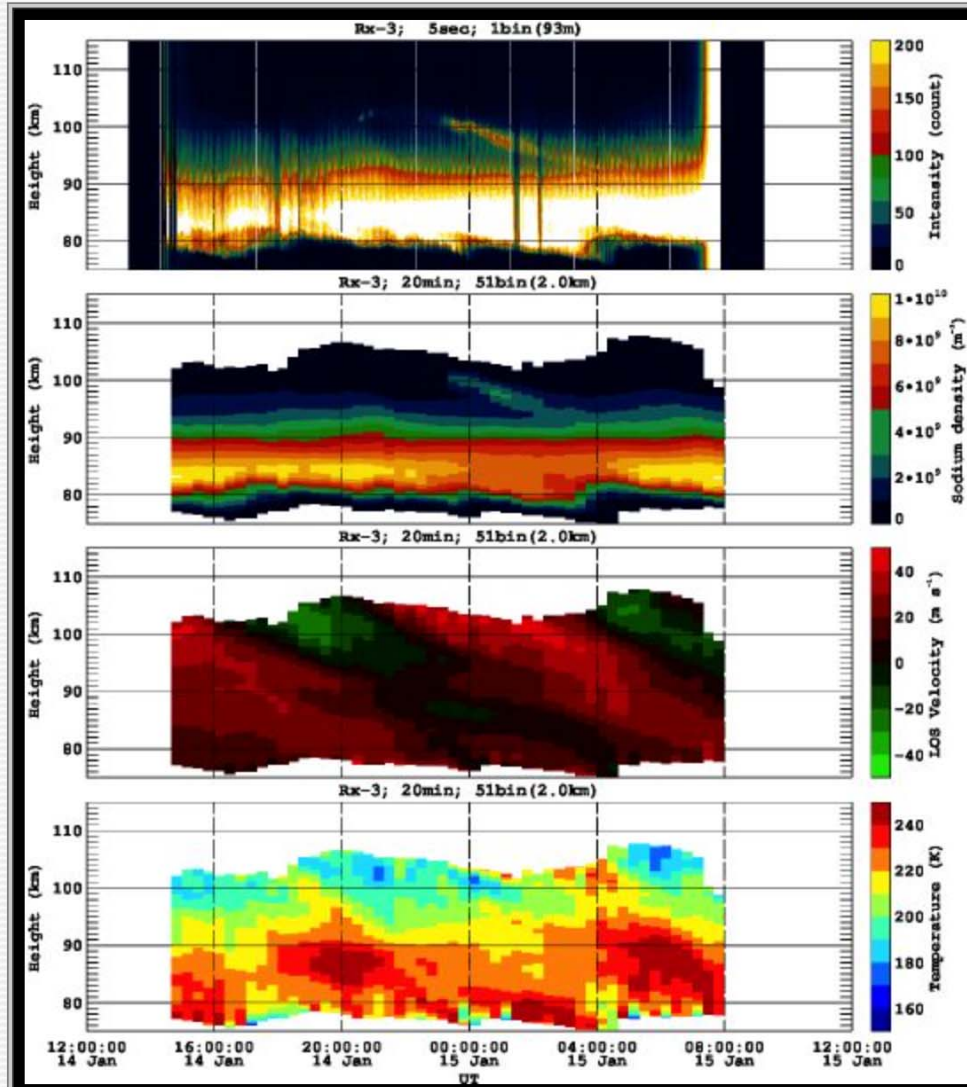 Rx-3; 5sec; 1bin(93m)
110
100
90
80
Height (km)
200
150
100
50
0
Intensity (count)
Rx-3; 20min; 51bin(2.0km)
110
100
90
80
Height (km)
1•10¹⁰
8•10⁹
6•10⁹
4•10⁹
2•10⁹
0
Sodium density (m⁻³)
Rx-3; 20min; 51bin(2.0km)
110
100
90
80
Height (km)
40
20
0
-20
-40
LOS Velocity (m s⁻¹)
Rx-3; 20min; 51bin(2.0km)
110
100
90
80
Height (km)
240
220
200
180
160
Temperature (K)
12:00:00 16:00:00 20:00:00 00:00:00 04:00:00 08:00:00 12:00:00
14 Jan 14 Jan 14 Jan 15 Jan 15 Jan 15 Jan 15 Jan
UT